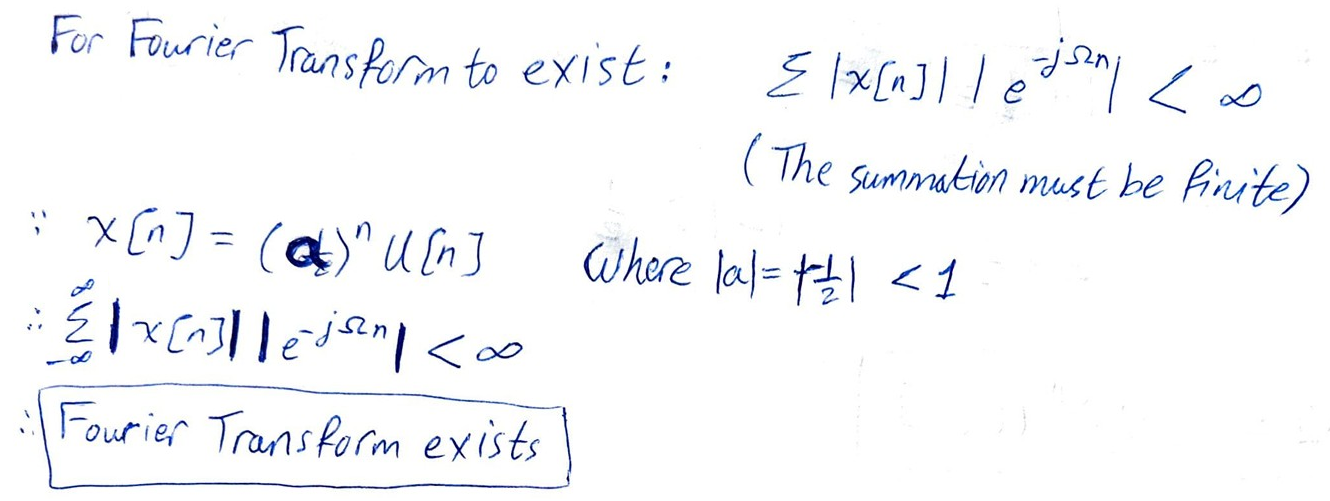 For Fourier Transform to exist: Σ |x[n]| |e^{-jΩn}| < ∞
(The summation must be finite)
∵ x[n] = (a)^n u[n] where |a| = |-1/2| < 1
∴ Σ_{-∞}^{∞} |x[n]| |e^{-jΩn}| < ∞
∴ Fourier Transform exists